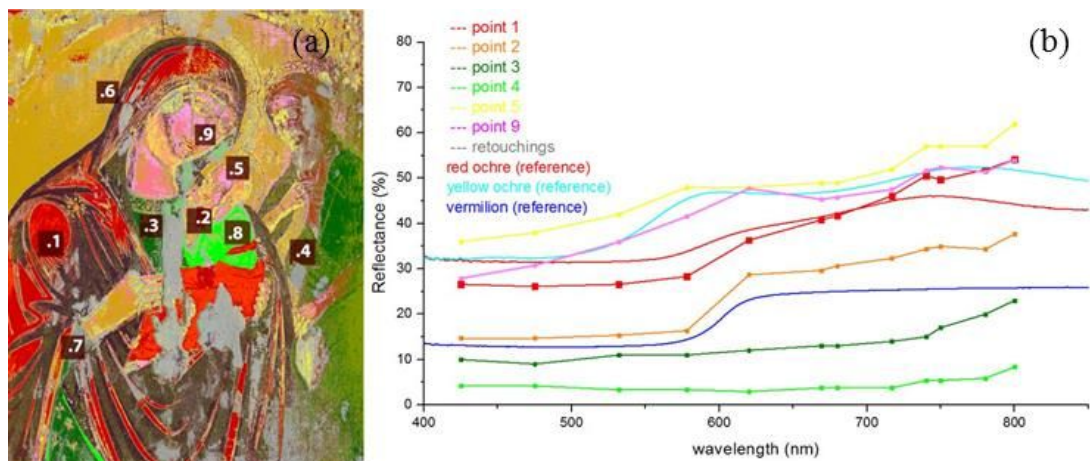 (a)
.6
.9
.5
.3
.2
.1
.8
.4
.7
(b)
--- point 1
--- point 2
--- point 3
--- point 4
--- point 5
--- point 9
--- retouchings
red ochre (reference)
yellow ochre (reference)
vermilion (reference)
Reflectance (%)
80
70
60
50
40
30
20
10
0
400
500
600
700
800
wavelength (nm)